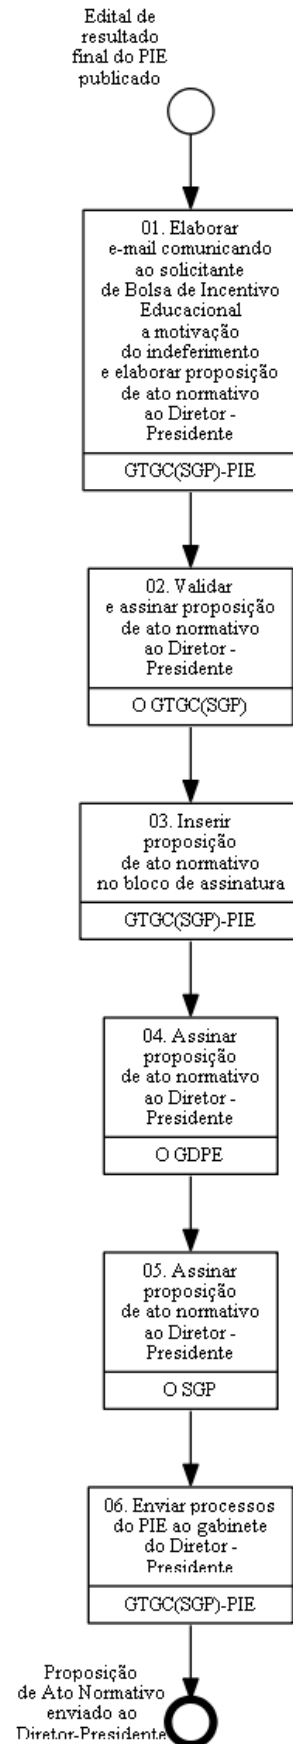 Edital de
resultado
final do PIE
publicado
01. Elaborar
e-mail comunicando
ao solicitante
de Bolsa de Incentivo
Educacional
a motivação
do indeferimento
e elaborar proposição
de ato normativo
ao Diretor -
Presidente
GTGC(SGP)-PIE
02. Validar
e assinar proposição
de ato normativo
ao Diretor -
Presidente
O GTGC(SGP)
03. Inserir
proposição
de ato normativo
no bloco de assinatura
GTGC(SGP)-PIE
04. Assinar
proposição
de ato normativo
ao Diretor -
Presidente
O GDPE
05. Assinar
proposição
de ato normativo
ao Diretor -
Presidente
O SGP
06. Enviar processos
do PIE ao gabinete
do Diretor -
Presidente
GTGC(SGP)-PIE
Proposição
de Ato Normativo
enviado ao
Diretor-Presidente